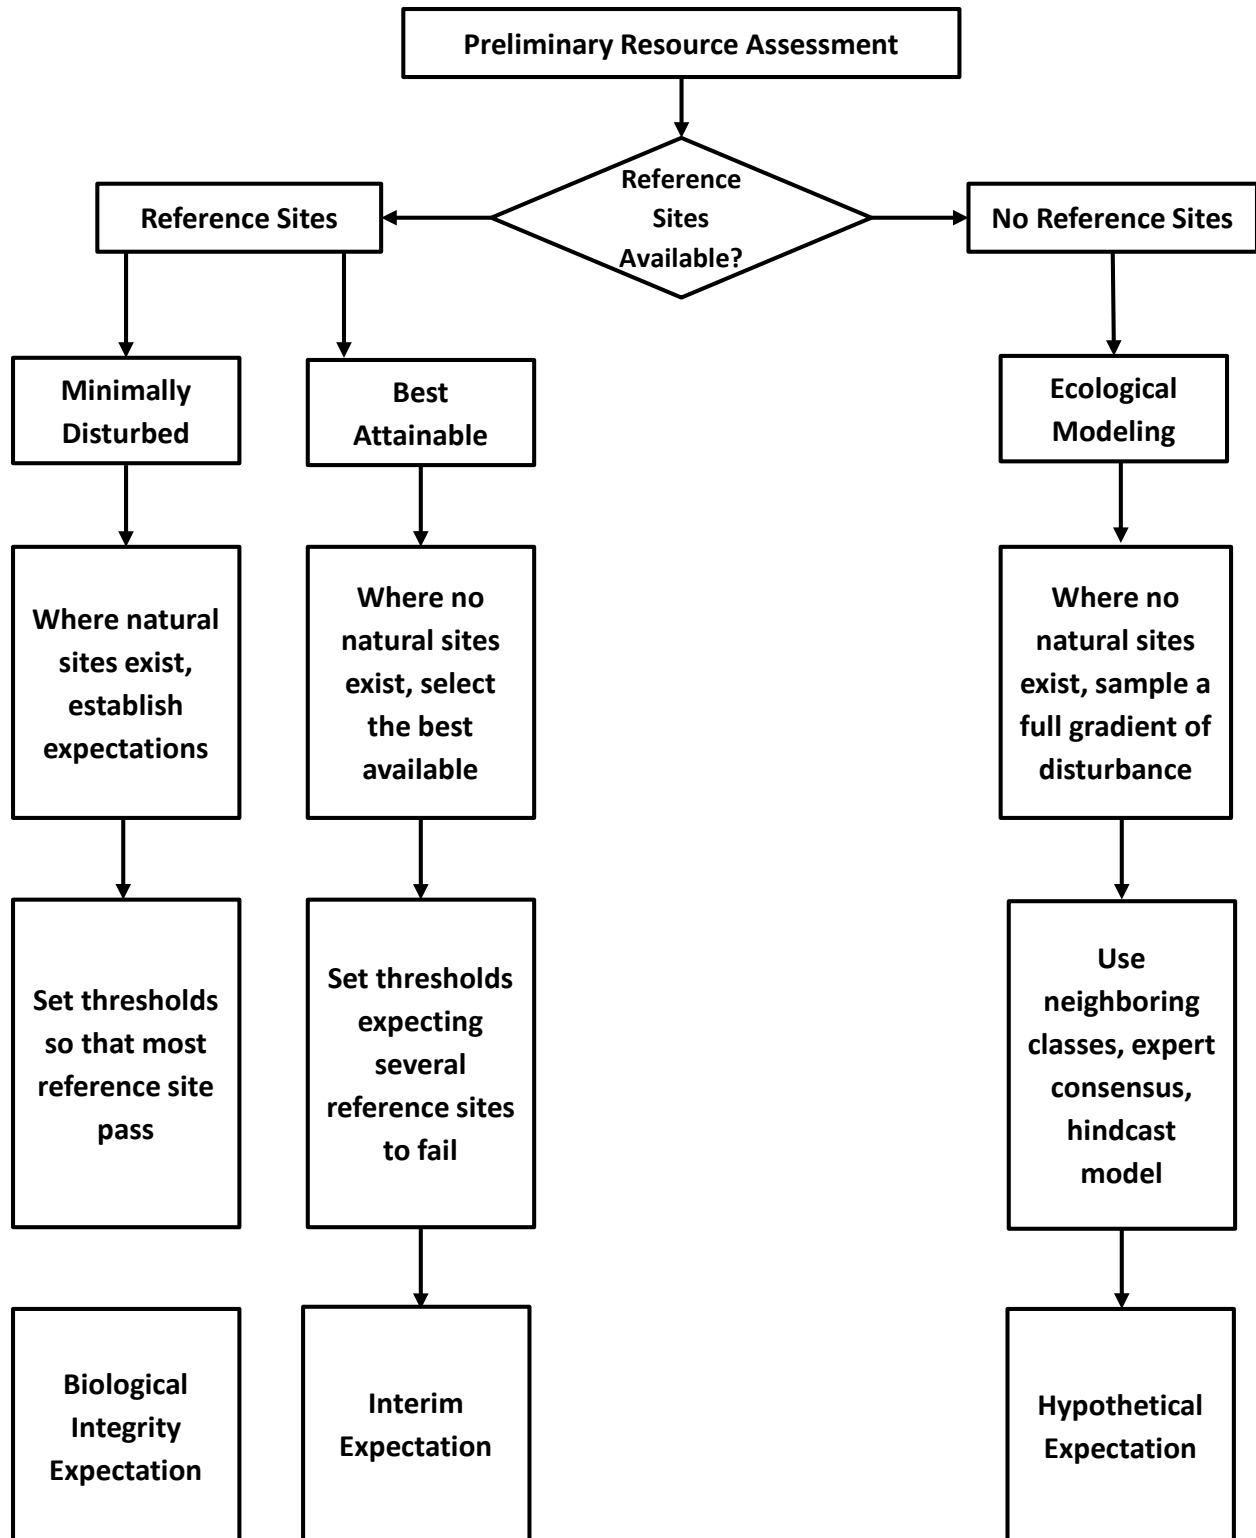 Preliminary Resource Assessment
Reference
Sites
Available?
Reference Sites
No Reference Sites
Minimally
Disturbed
Best
Attainable
Ecological
Modeling
Where natural
sites exist,
establish
expectations
Where no
natural sites
exist, select
the best
available
Where no
natural sites
exist, sample a
full gradient of
disturbance
Set thresholds
so that most
reference site
pass
Set thresholds
expecting
several
reference sites
to fail
Use
neighboring
classes, expert
consensus,
hindcast
model
Biological
Integrity
Expectation
Interim
Expectation
Hypothetical
Expectation